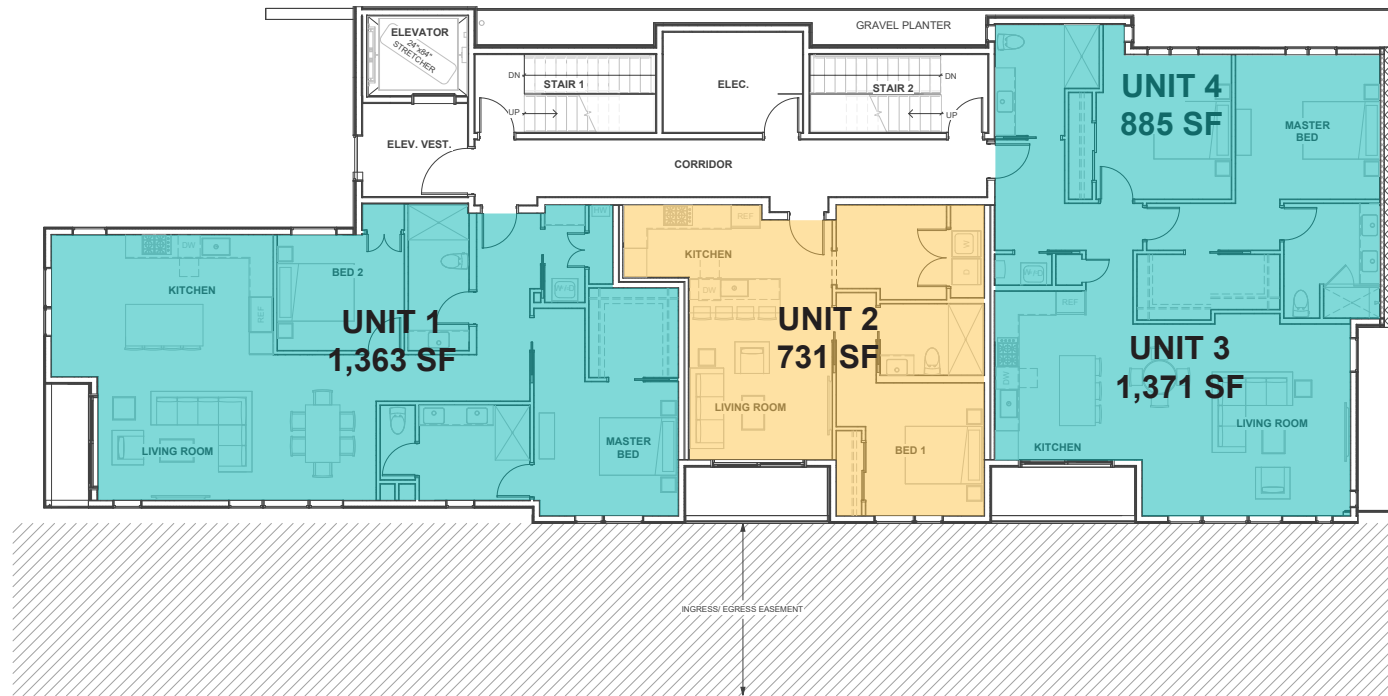 GRAVEL PLANTER
ELEVATOR
24"x84"
STRETCHER
DN
STAIR 1
UP
ELEC.
DN
STAIR 2
UP
ELEV. VEST.
CORRIDOR
UNIT 4
885 SF
MASTER
BED
REF
KITCHEN
DW
W
D
HW
DW
KITCHEN
BED 2
REF
UNIT 1
1,363 SF
LIVING ROOM
MASTER
BED
DW
UNIT 2
731 SF
LIVING ROOM
BED 1
REF
DW
UNIT 3
1,371 SF
KITCHEN
LIVING ROOM
INGRESS/ EGRESS EASEMENT